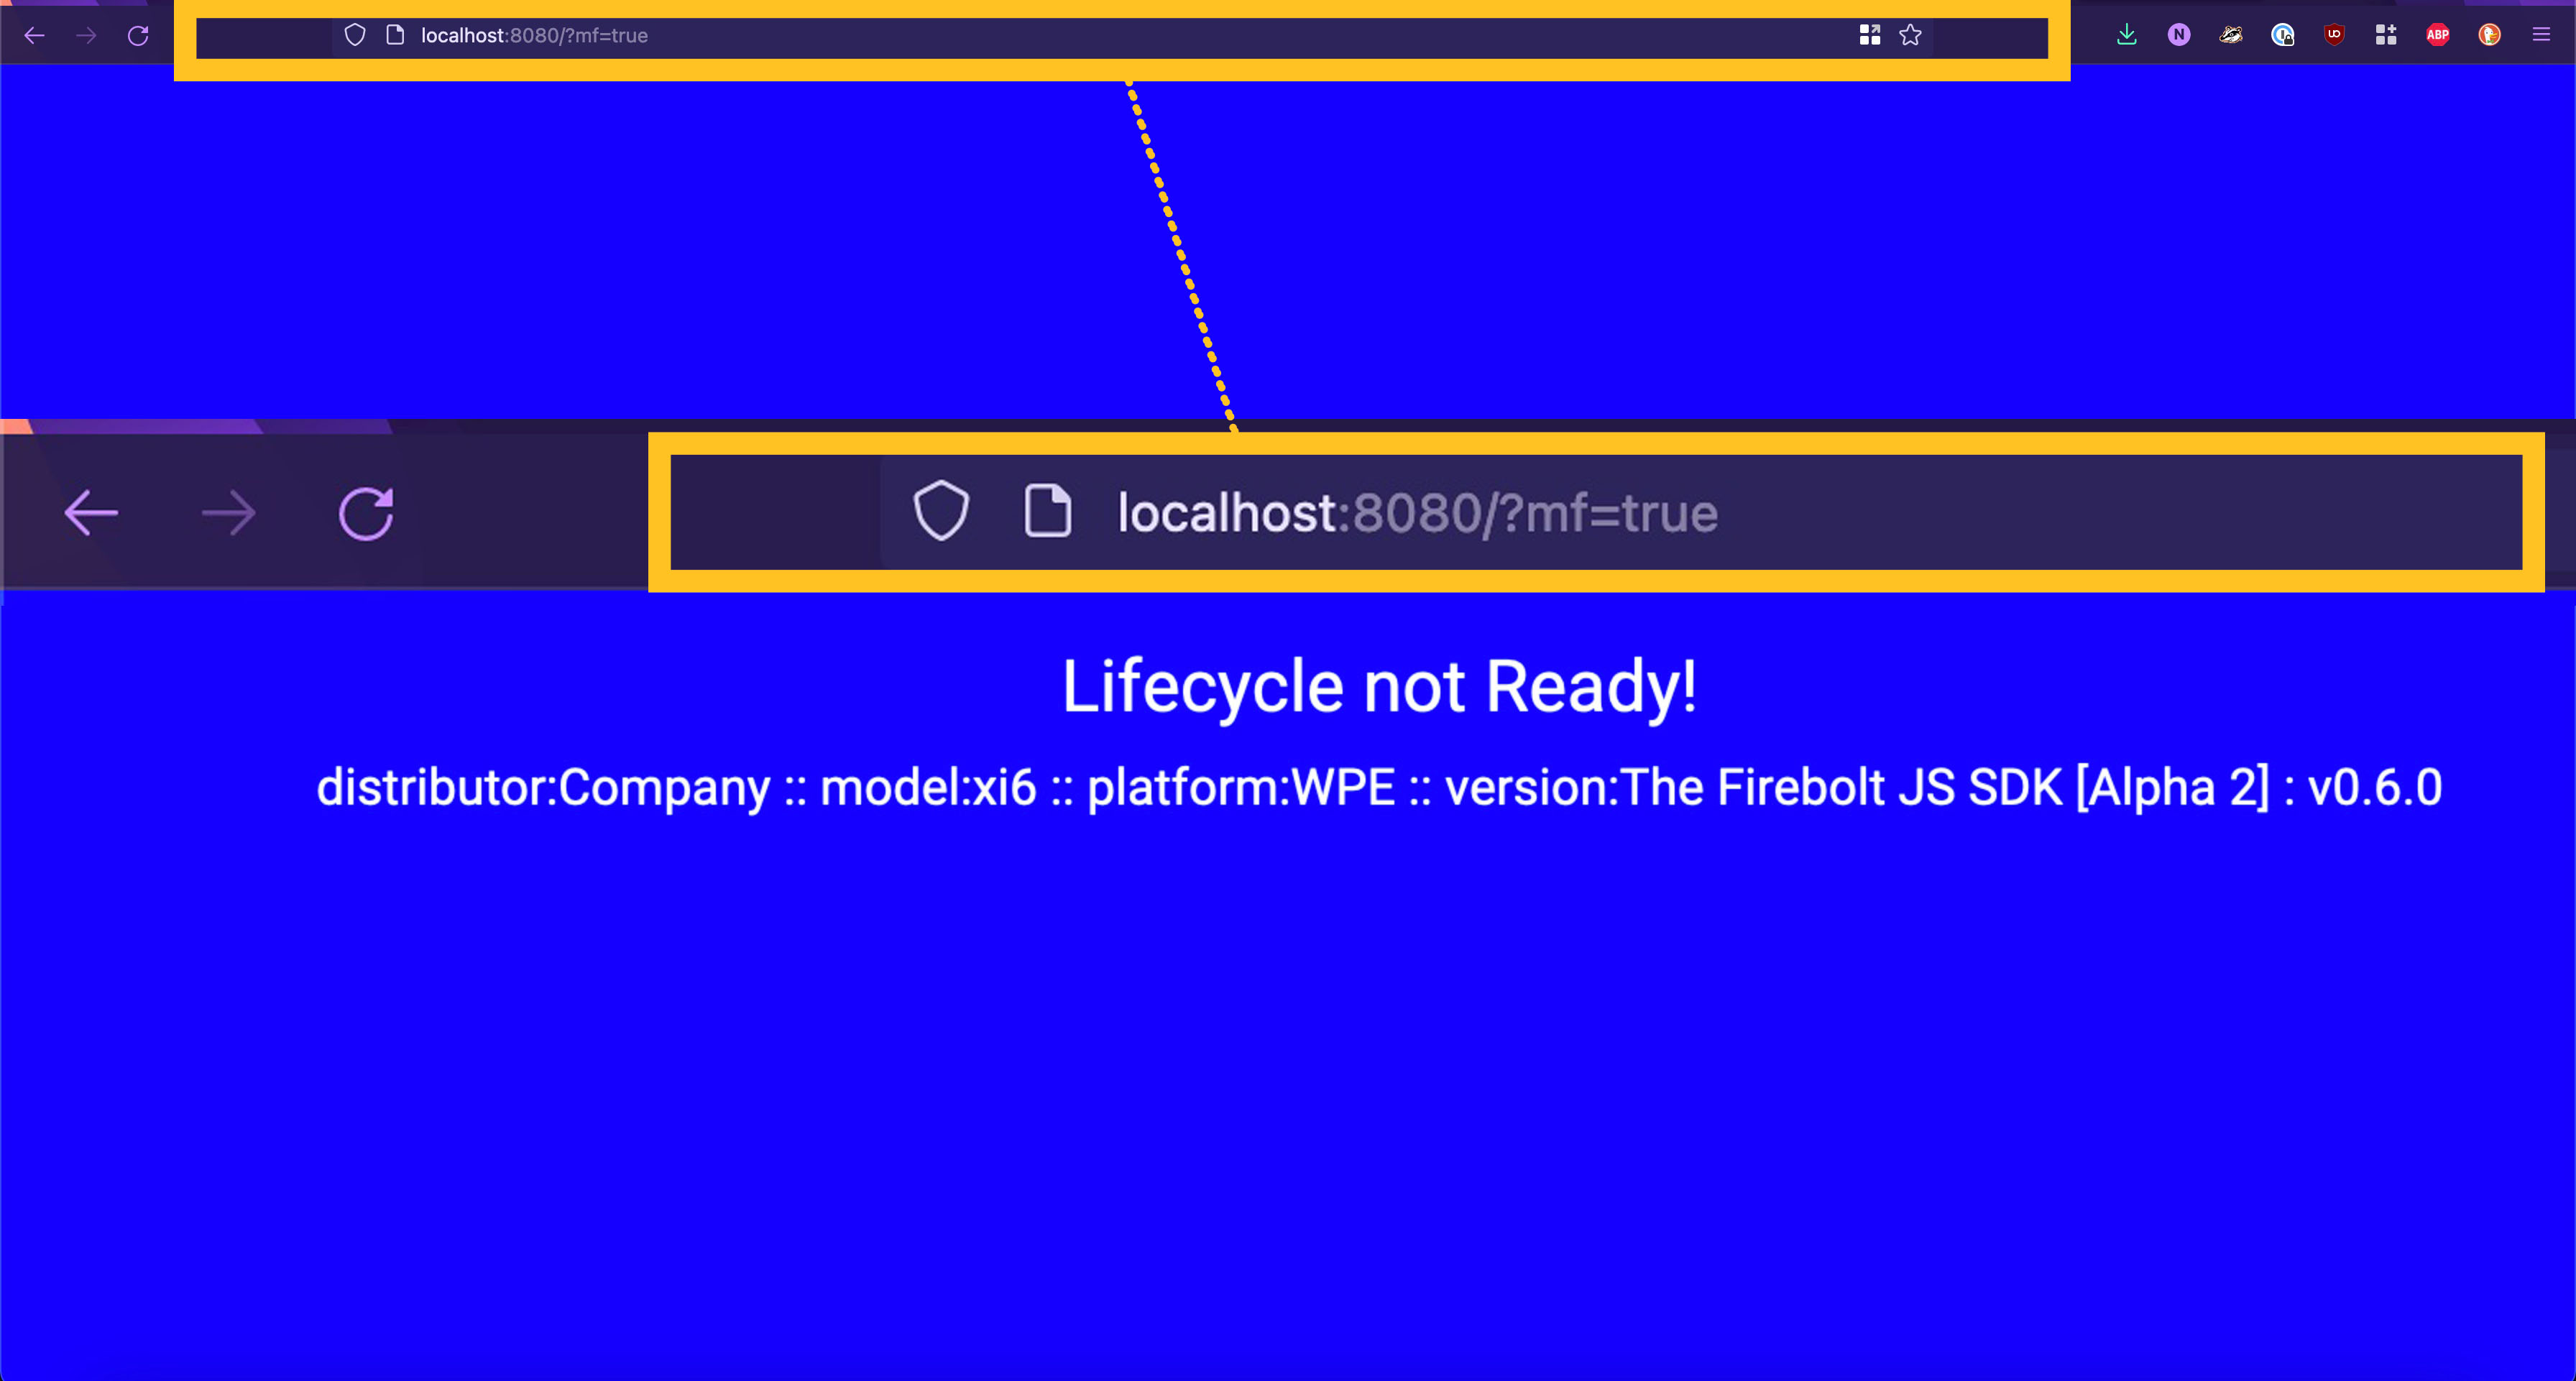 localhost:8080/?mf=true
N
UO
ABP
localhost:8080/?mf=true
Lifecycle not Ready!
distributor:Company :: model:xi6 :: platform:WPE :: version:The Firebolt JS SDK [Alpha 2] : v0.6.0